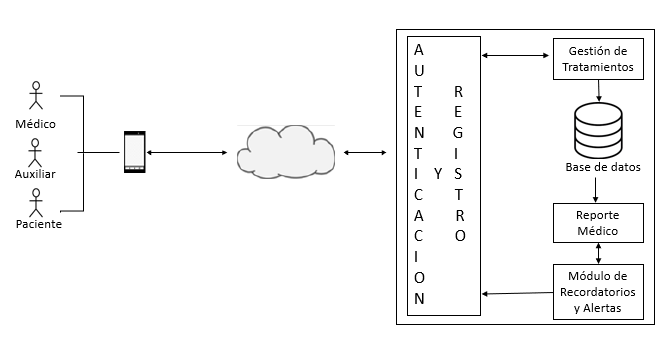 Médico
Auxiliar
Paciente
AUTENTICACION
Y
REGISTRO
Gestión de
Tratamientos
Base de datos
Reporte
Médico
Módulo de
Recordatorios
y Alertas